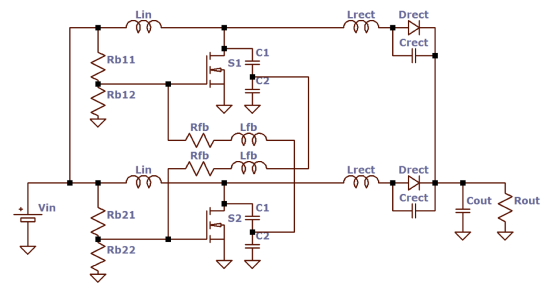 Lin
Lrect
Drect
Rb11
S1
C1
Crect
Rb12
C2
Rfb
Lfb
Rfb
Lfb
Lin
Lrect
Drect
Vin
Rb21
S2
C1
Crect
Cout
Rout
Rb22
C2